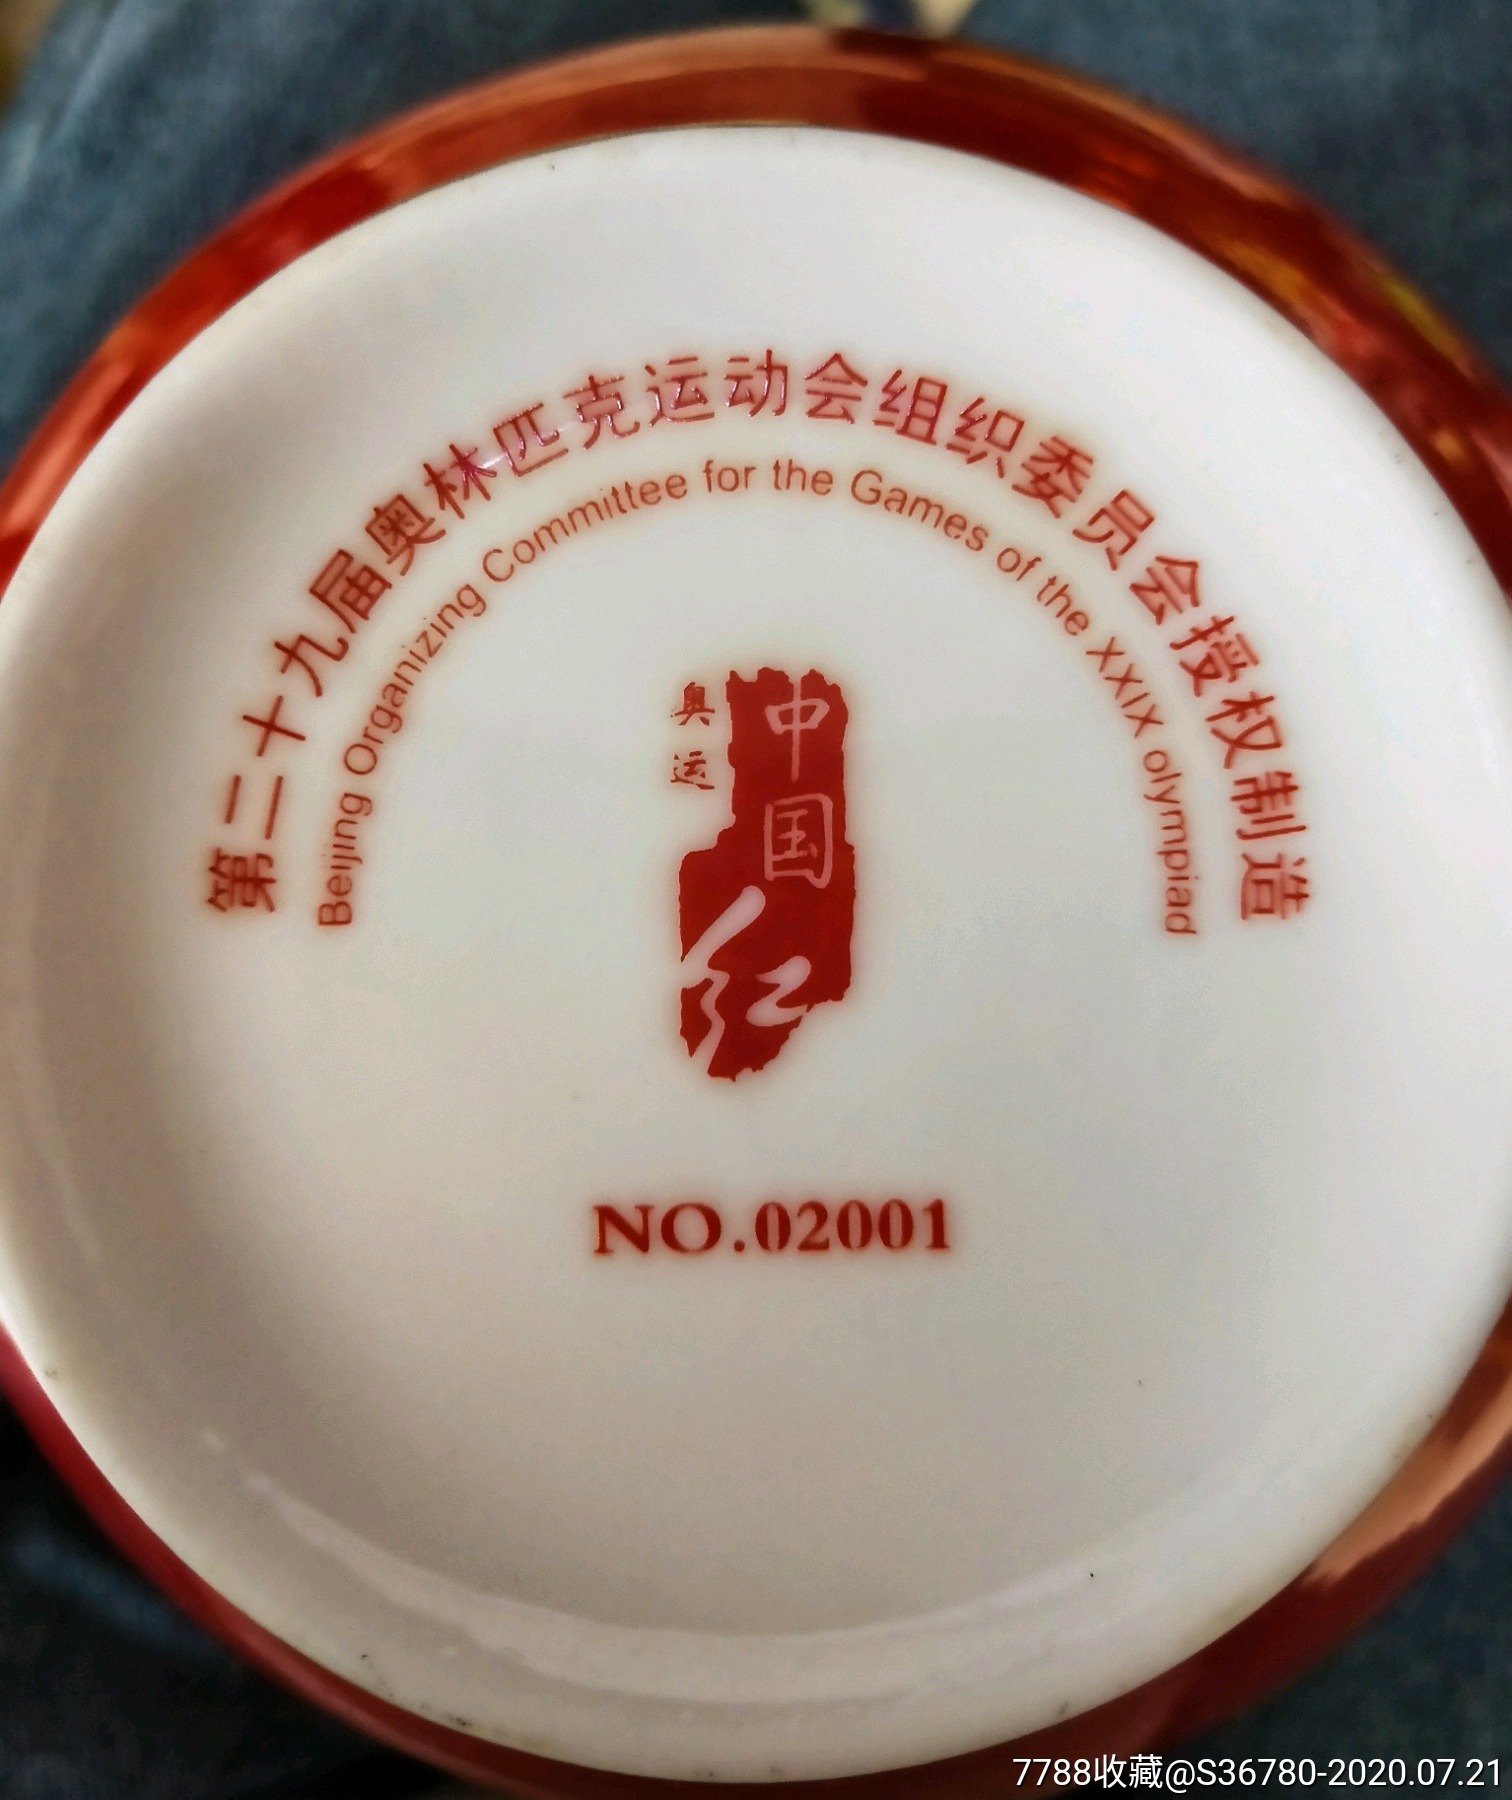 第二十九届奥林匹克运动会组织委员会授权制造
Beijing Organizing Committee for the Games of the XXIX olympiad
奥运
中国红
NO.02001
7788收藏@S36780-2020.07.21